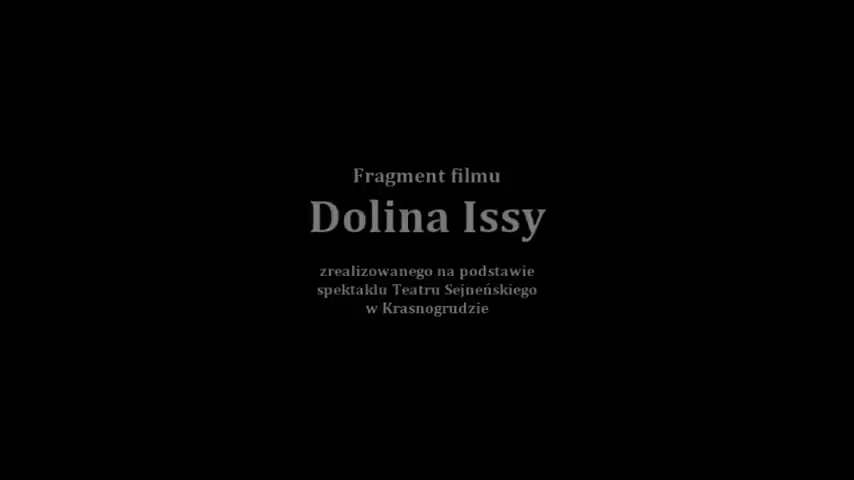 Fragment filmu
Dolina Issy
zrealizowanego na podstawie
spektaklu Teatru Sejneńskiego
w Krasnogrudzie